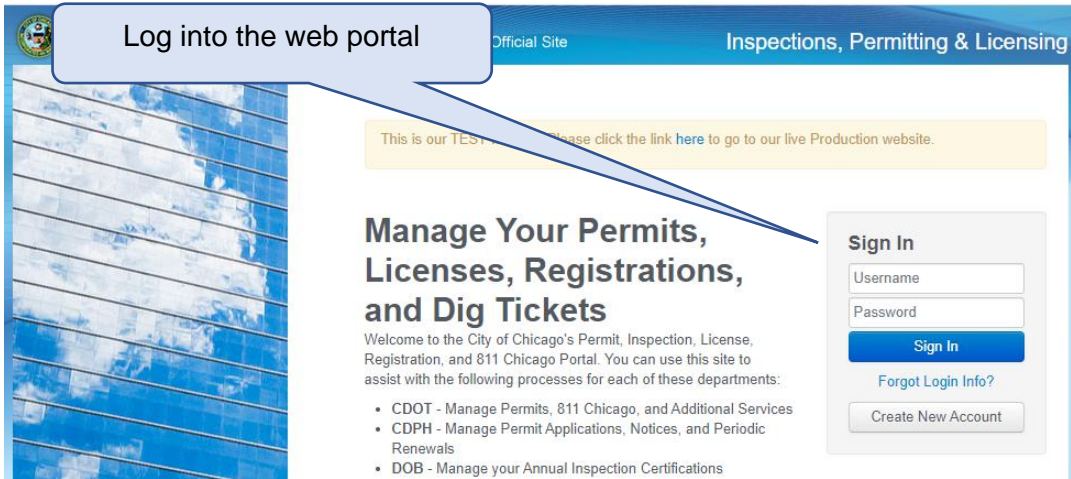 Log into the web portal
Official Site
Inspections, Permitting & Licensing
This is our TEST Please click the link here to go to our live Production website.
Manage Your Permits,
Licenses, Registrations,
and Dig Tickets
Welcome to the City of Chicago's Permit, Inspection, License,
Registration, and 811 Chicago Portal. You can use this site to
assist with the following processes for each of these departments:
• CDOT - Manage Permits, 811 Chicago, and Additional Services
• CDPH - Manage Permit Applications, Notices, and Periodic
Renewals
• DOB - Manage your Annual Inspection Certifications
Sign In
Username
Password
Sign In
Forgot Login Info?
Create New Account